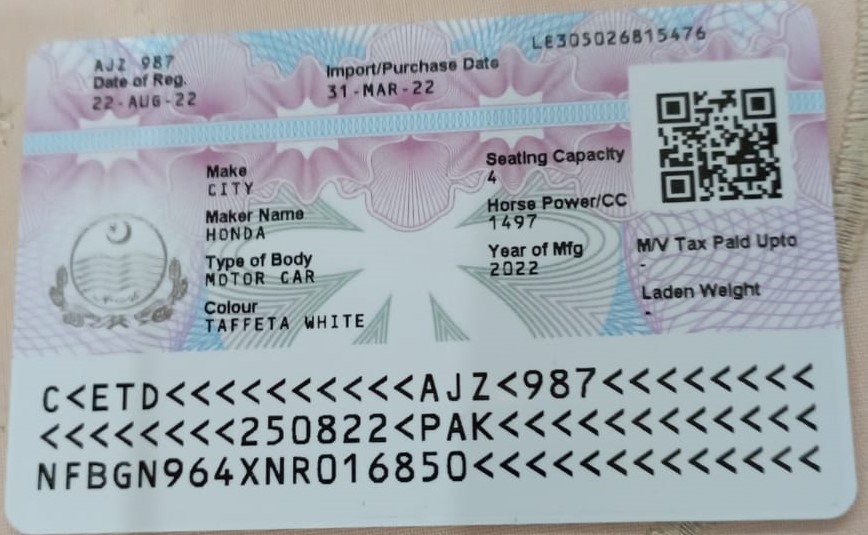 AJZ 987
Date of Reg.
22-AUG-22
Import/Purchase Date
31-MAR-22
LE305026815476
Make
CITY
Maker Name
HONDA
Type of Body
MOTOR CAR
Colour
TAFFETA WHITE
Seating Capacity
4
Horse Power/CC
1497
Year of Mfg
2022
M/V Tax Paid Upto
-
Laden Weight
-
C<ETD<<<<<<<<<<<AJZ<987<<<<<<<<<
<<<<<<<<250822<PAK<<<<<<<<<<<<<
NFBGN964XNR016850<<<<<<<<<<<<<<